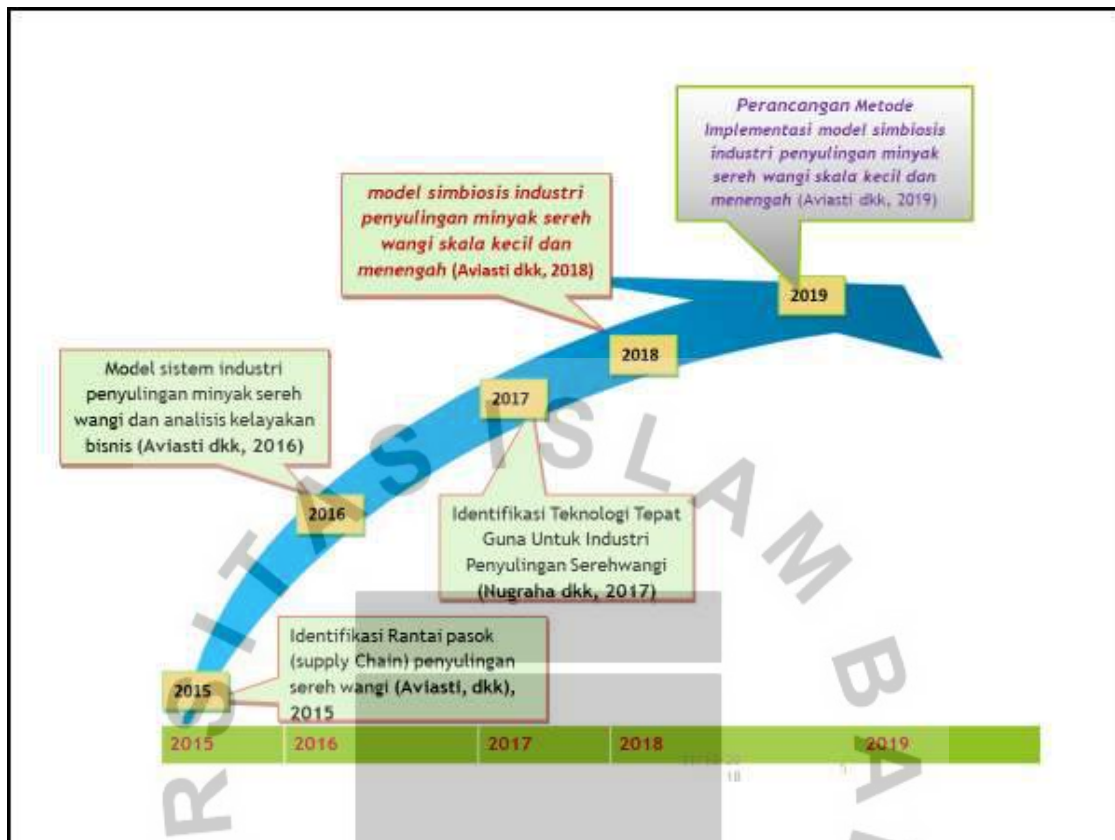 Perancangan Metode
Implementasi model simbiosis
industri penyulingan minyak
sereh wangi skala kecil dan
menengah (Aviasti dkk, 2019)
model simbiosis industri
penyulingan minyak sereh
wangi skala kecil dan
menengah (Aviasti dkk, 2018)
2019
2018
Model sistem industri
penyulingan minyak sereh
wangi dan analisis kelayakan
bisnis (Aviasti dkk, 2016)
2017
2016
Identifikasi Teknologi Tepat
Guna Untuk Industri
Penyulingan Serehwangi
(Nugraha dkk, 2017)
Identifikasi Rantai pasok
(supply Chain) penyulingan
sereh wangi (Aviasti, dkk),
2015
2015
2015 2016 2017 2018 2019
18
RSITAS ISLAM BA